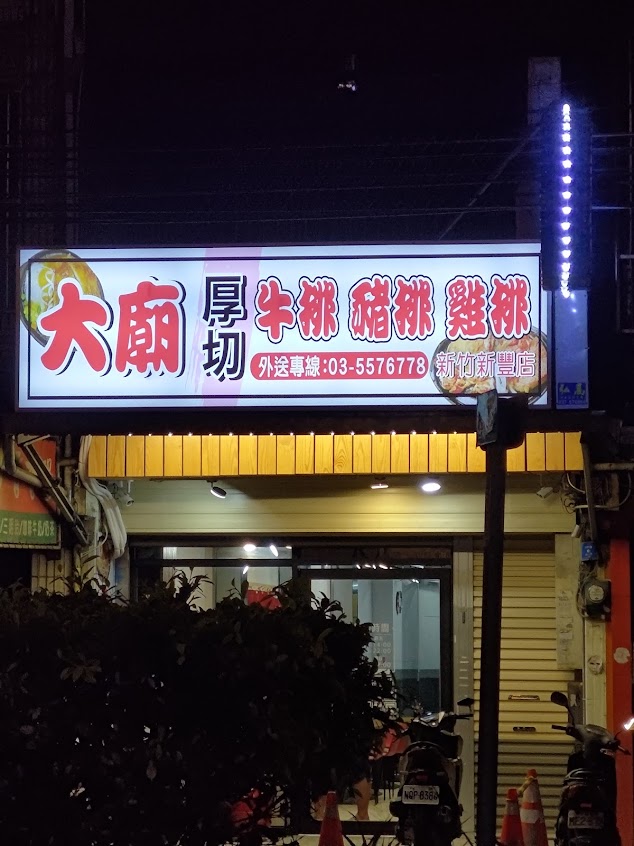 大廟
厚切
牛排 豬排 雞排
外送專線:03-5576778
新竹新豐店